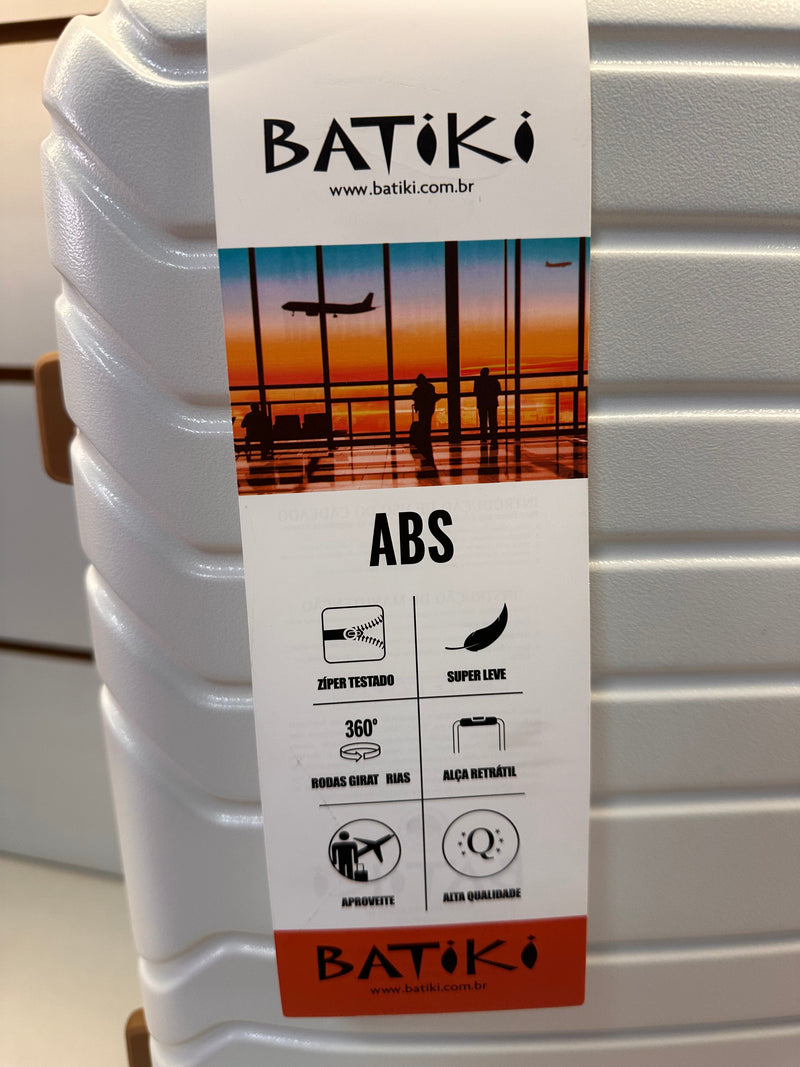 BATiKi
www.batiki.com.br
ABS
ZÍPER TESTADO
SUPER LEVE
360°
RODAS GIRAT RIAS
ALÇA RETRÁTIL
Q
APROVEITE
ALTA QUALIDADE
BATiKi
www.batiki.com.br